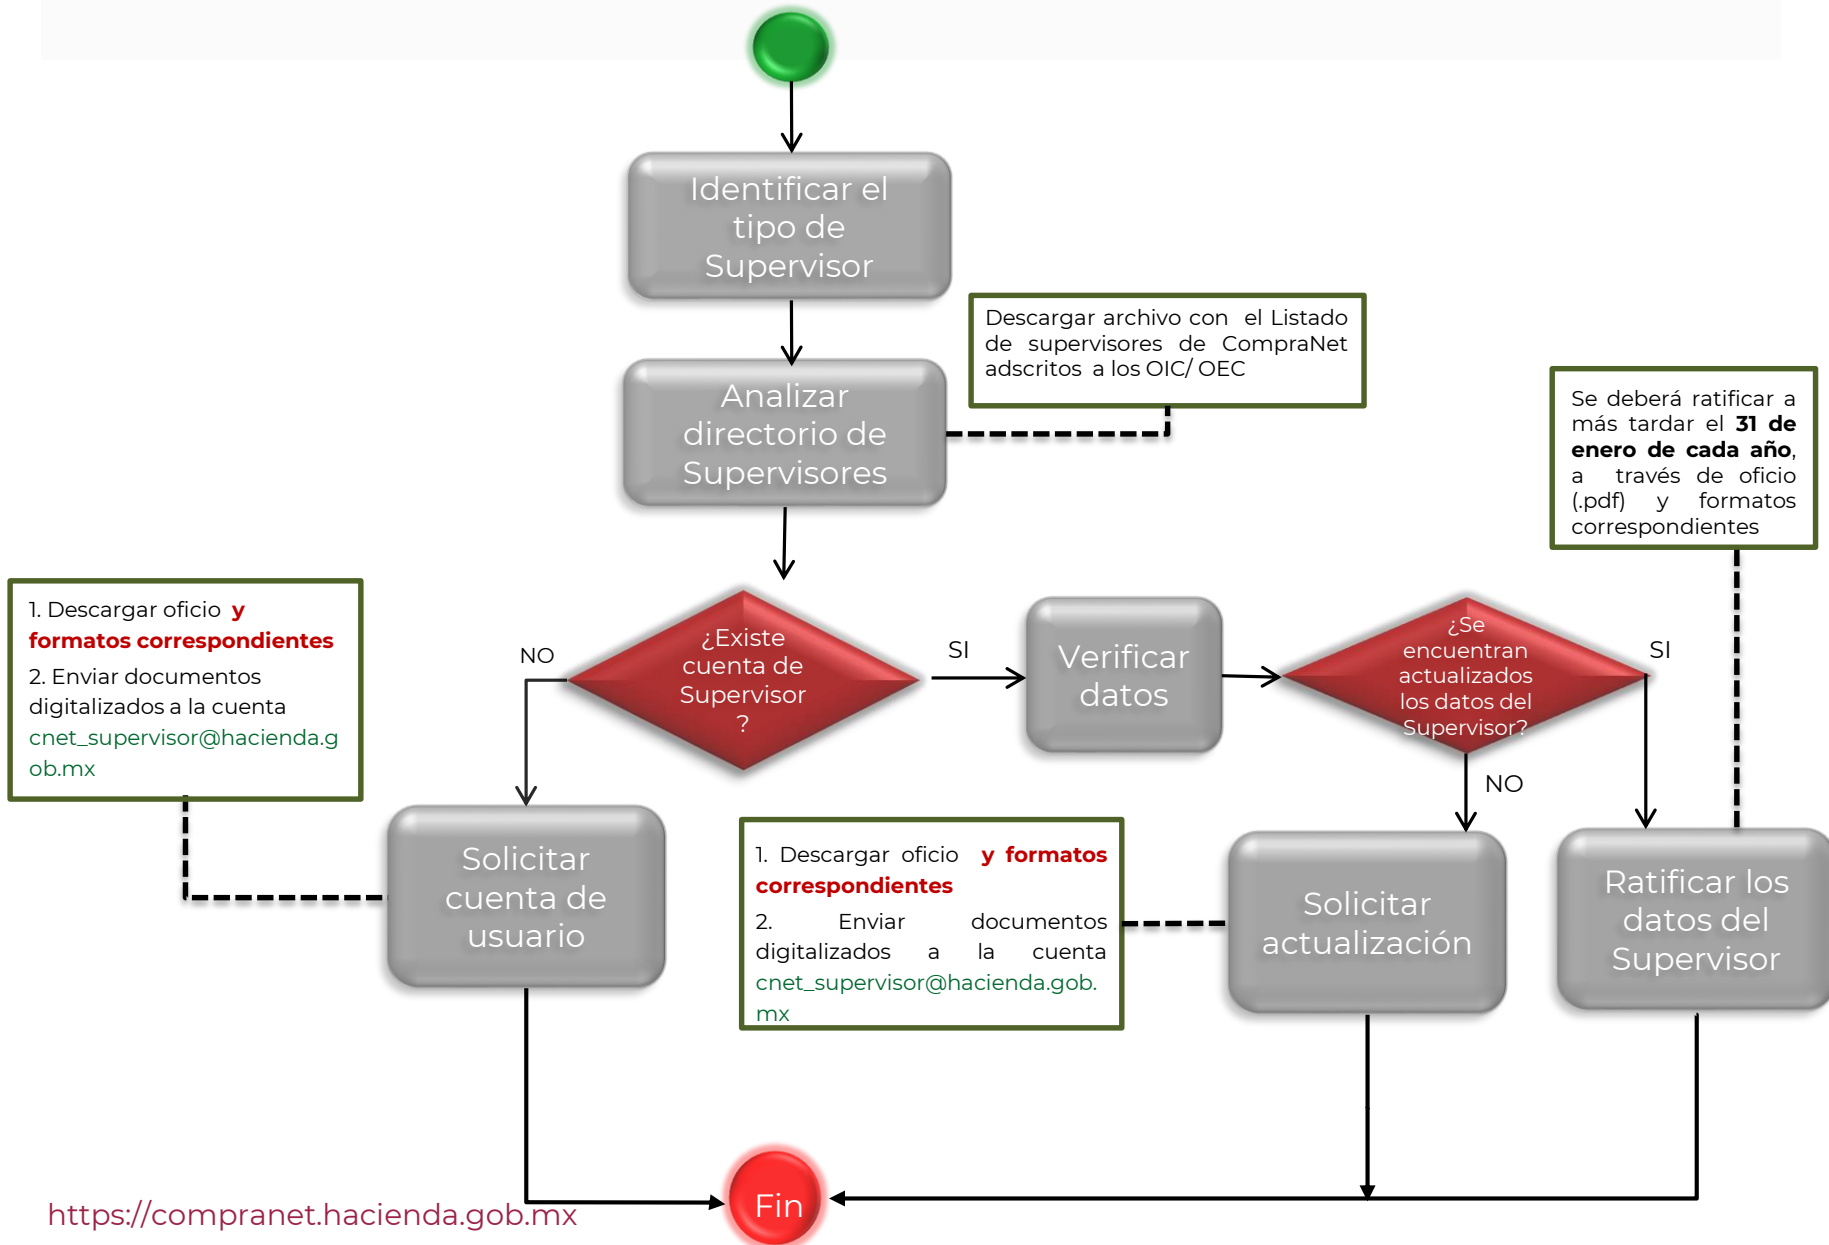 Identificar el
tipo de
Supervisor
Descargar archivo con el Listado
de supervisores de CompraNet
adscritos a los OIC/ OEC
Analizar
directorio de
Supervisores
Se deberá ratificar a
más tardar el 31 de
enero de cada año,
a través de oficio
(.pdf) y formatos
correspondientes
1. Descargar oficio y
formatos correspondientes
2. Enviar documentos
digitalizados a la cuenta
cnet_supervisor@hacienda.g
ob.mx
NO
¿Existe
cuenta de
Supervisor
?
SI
Verificar
datos
¿Se
encuentran
actualizados
los datos del
Supervisor?
SI
NO
Solicitar
cuenta de
usuario
1. Descargar oficio y formatos
correspondientes
2. Enviar documentos
digitalizados a la cuenta
cnet_supervisor@hacienda.gob.
mx
Solicitar
actualización
Ratificar los
datos del
Supervisor
Fin
https://compranet.hacienda.gob.mx